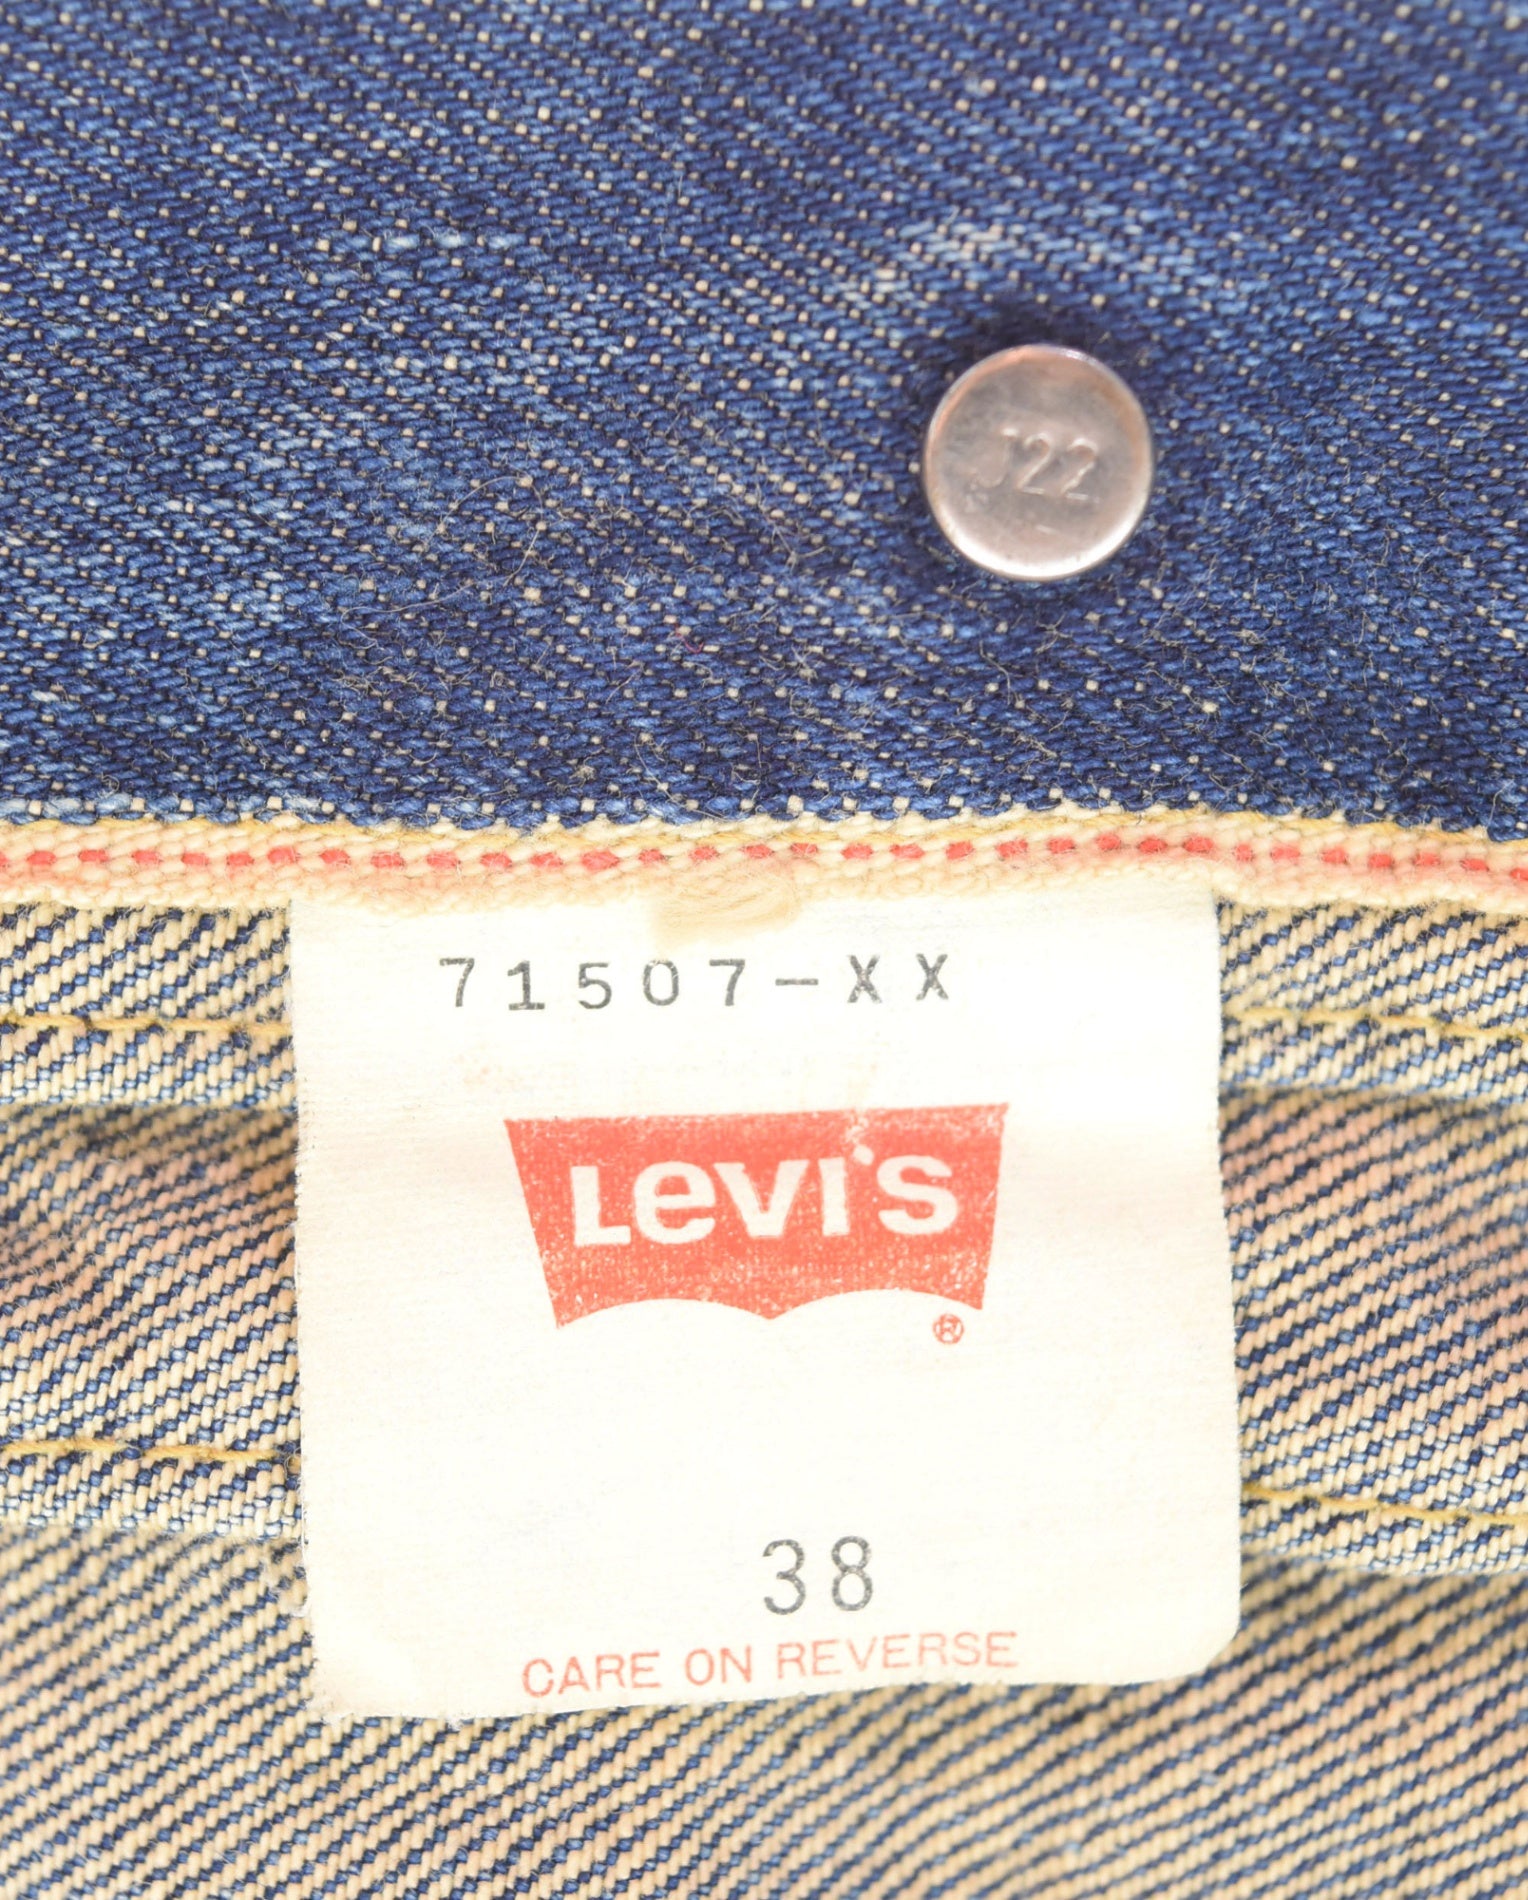 J22
71507-XX
LEVI'S
®
38
CARE ON REVERSE